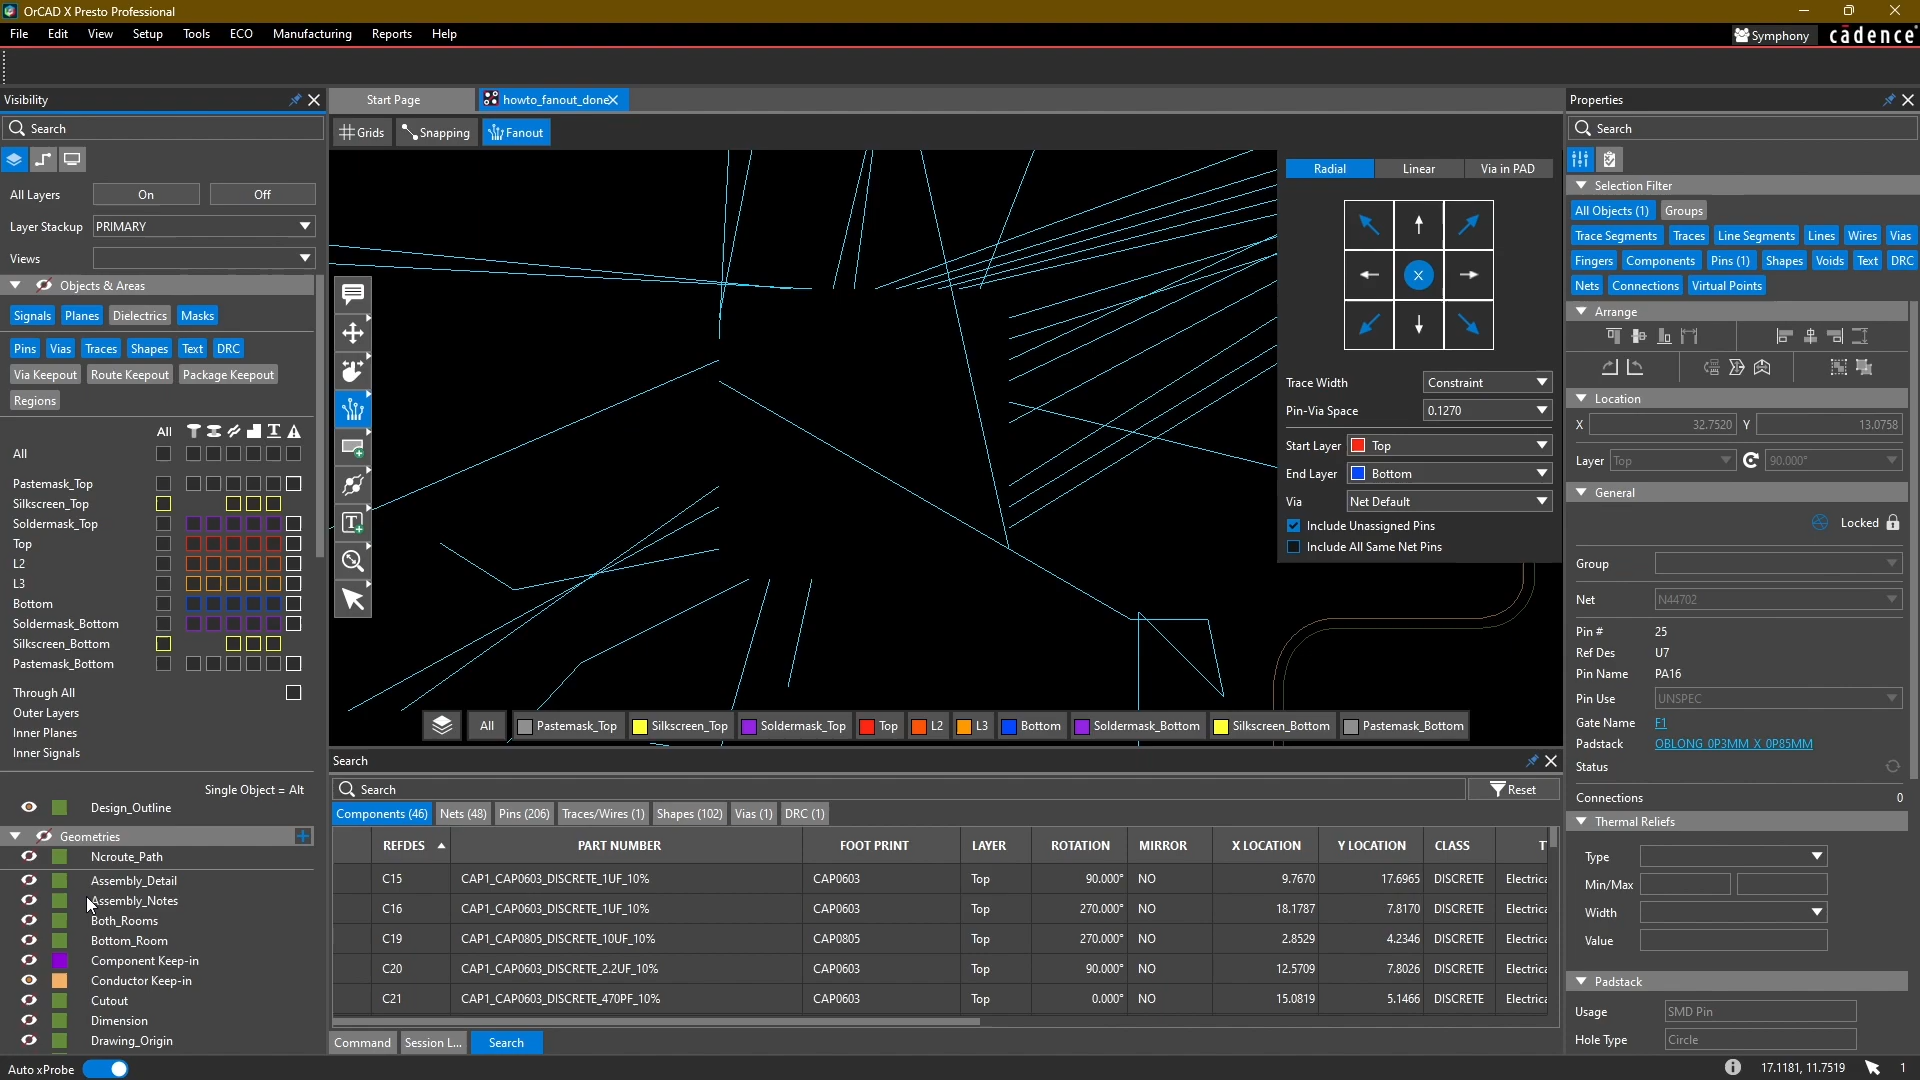 OrCAD X Presto Professional
File Edit View Setup Tools ECO Manufacturing Reports Help
Symphony cādence
Visibility
Search
All Layers On Off
Layer Stackup PRIMARY
Views
Objects & Areas
Signals Planes Dielectrics Masks
Pins Vias Traces Shapes Text DRC
Via Keepout Route Keepout Package Keepout
Regions
All
All
Pastemask_Top
Silkscreen_Top
Soldermask_Top
Top
L2
L3
Bottom
Soldermask_Bottom
Silkscreen_Bottom
Pastemask_Bottom
Through All
Outer Layers
Inner Planes
Inner Signals
Single Object = Alt
Design_Outline
Geometries
Ncroute_Path
Assembly_Detail
Assembly_Notes
Both_Rooms
Bottom_Room
Component Keep-in
Conductor Keep-in
Cutout
Dimension
Drawing_Origin
Auto xProbe
Start Page howto_fanout_done
Grids Snapping Fanout
Radial Linear Via in PAD
X
Trace Width Constraint
Pin-Via Space 0.1270
Start Layer Top
End Layer Bottom
Via Net Default
Include Unassigned Pins
Include All Same Net Pins
All Pastemask_Top Silkscreen_Top Soldermask_Top Top L2 L3 Bottom Soldermask_Bottom Silkscreen_Bottom Pastemask_Bottom
Search
Search Reset
Components (46) Nets (48) Pins (206) Traces/Wires (1) Shapes (102) Vias (1) DRC (1)
REFDES PART NUMBER FOOT PRINT LAYER ROTATION MIRROR X LOCATION Y LOCATION CLASS T
C15 CAP1_CAP0603_DISCRETE_1UF_10% CAP0603 Top 90.000° NO 9.7670 17.6965 DISCRETE Electrica
C16 CAP1_CAP0603_DISCRETE_1UF_10% CAP0603 Top 270.000° NO 18.1787 7.8170 DISCRETE Electrica
C19 CAP1_CAP0805_DISCRETE_10UF_10% CAP0805 Top 270.000° NO 2.8529 4.2346 DISCRETE Electrica
C20 CAP1_CAP0603_DISCRETE_2.2UF_10% CAP0603 Top 90.000° NO 12.5709 7.8026 DISCRETE Electrica
C21 CAP1_CAP0603_DISCRETE_470PF_10% CAP0603 Top 0.000° NO 15.0819 5.1466 DISCRETE Electrica
Command Session L... Search
Properties
Search
Selection Filter
All Objects (1) Groups
Trace Segments Traces Line Segments Lines Wires Vias
Fingers Components Pins (1) Shapes Voids Text DRC
Nets Connections Virtual Points
Arrange
Location
X 32.7520 Y 13.0758
Layer Top 90.000°
General
Locked
Group
Net N44702
Pin # 25
Ref Des U7
Pin Name PA16
Pin Use UNSPEC
Gate Name F1
Padstack OBLONG_0P3MM_X_0P85MM
Status
Connections 0
Thermal Reliefs
Type
Min/Max
Width
Value
Padstack
Usage SMD Pin
Hole Type Circle
17.1181, 11.7519 1